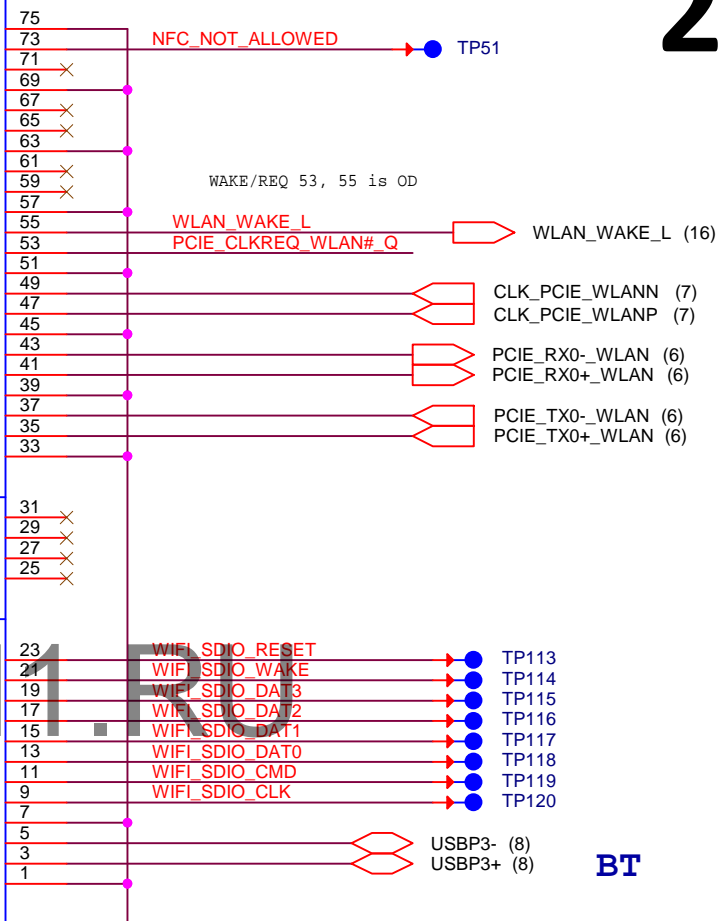 2
75
73 NFC_NOT_ALLOWED TP51
71
69
67
65
63
61
59 WAKE/REQ 53, 55 is OD
57
55 WLAN_WAKE_L WLAN_WAKE_L (16)
53 PCIE_CLKREQ_WLAN#_Q
51
49 CLK_PCIE_WLANN (7)
47 CLK_PCIE_WLANP (7)
45
43 PCIE_RX0-_WLAN (6)
41 PCIE_RX0+_WLAN (6)
39
37 PCIE_TX0-_WLAN (6)
35 PCIE_TX0+_WLAN (6)
33
31
29
27
25
23 WIFI_SDIO_RESET TP113
21 WIFI_SDIO_WAKE TP114
19 WIFI_SDIO_DAT3 TP115
17 WIFI_SDIO_DAT2 TP116
15 WIFI_SDIO_DAT1 TP117
13 WIFI_SDIO_DAT0 TP118
11 WIFI_SDIO_CMD TP119
9 WIFI_SDIO_CLK TP120
7
5 USBP3- (8)
3 USBP3+ (8)
1
BT
1.RU